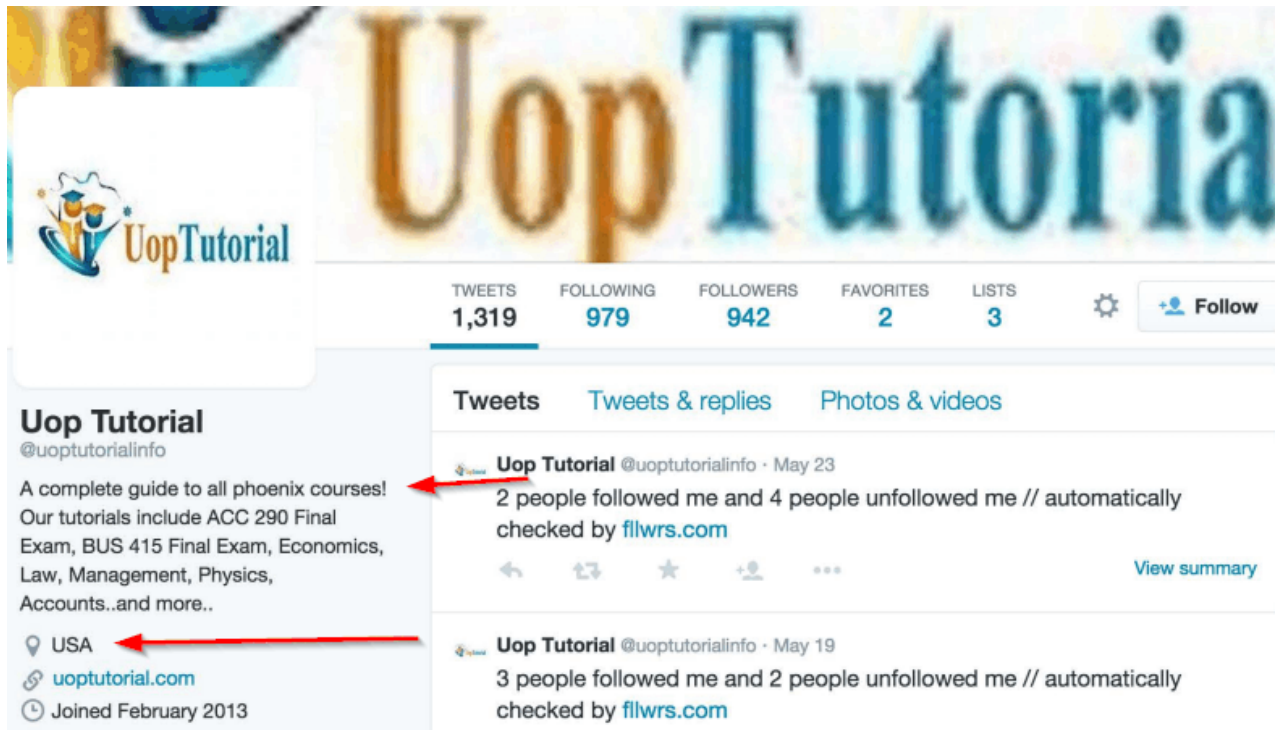 UopTutoria
UopTutorial
TWEETS FOLLOWING FOLLOWERS FAVORITES LISTS
1,319 979 942 2 3
Follow
Uop Tutorial
@uoptutorialinfo
A complete guide to all phoenix courses!
Our tutorials include ACC 290 Final
Exam, BUS 415 Final Exam, Economics,
Law, Management, Physics,
Accounts..and more..
USA
uoptutorial.com
Joined February 2013
Tweets Tweets & replies Photos & videos
Uop Tutorial @uoptutorialinfo · May 23
2 people followed me and 4 people unfollowed me // automatically
checked by fllwrs.com
View summary
Uop Tutorial @uoptutorialinfo · May 19
3 people followed me and 2 people unfollowed me // automatically
checked by fllwrs.com